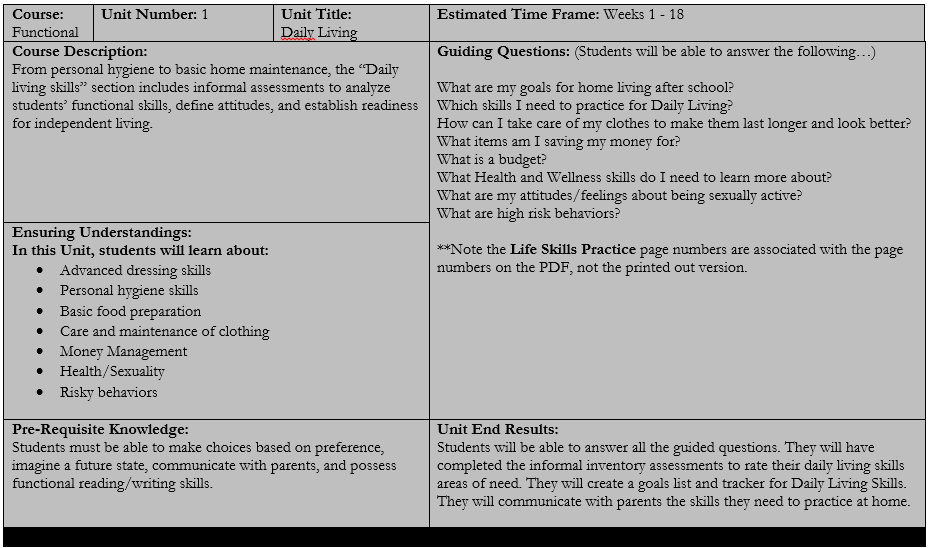 Course:
Functional
Unit Number: 1
Unit Title:
Daily Living
Estimated Time Frame: Weeks 1 - 18
Course Description:
From personal hygiene to basic home maintenance, the “Daily
living skills” section includes informal assessments to analyze
students’ functional skills, define attitudes, and establish readiness
for independent living.
Guiding Questions: (Students will be able to answer the following…)
What are my goals for home living after school?
Which skills I need to practice for Daily Living?
How can I take care of my clothes to make them last longer and look better?
What items am I saving my money for?
What is a budget?
What Health and Wellness skills do I need to learn more about?
What are my attitudes/feelings about being sexually active?
What are high risk behaviors?
**Note the Life Skills Practice page numbers are associated with the page
numbers on the PDF, not the printed out version.
Ensuring Understandings:
In this Unit, students will learn about:
• Advanced dressing skills
• Personal hygiene skills
• Basic food preparation
• Care and maintenance of clothing
• Money Management
• Health/Sexuality
• Risky behaviors
Pre-Requisite Knowledge:
Students must be able to make choices based on preference,
imagine a future state, communicate with parents, and possess
functional reading/writing skills.
Unit End Results:
Students will be able to answer all the guided questions. They will have
completed the informal inventory assessments to rate their daily living skills
areas of need. They will create a goals list and tracker for Daily Living Skills.
They will communicate with parents the skills they need to practice at home.